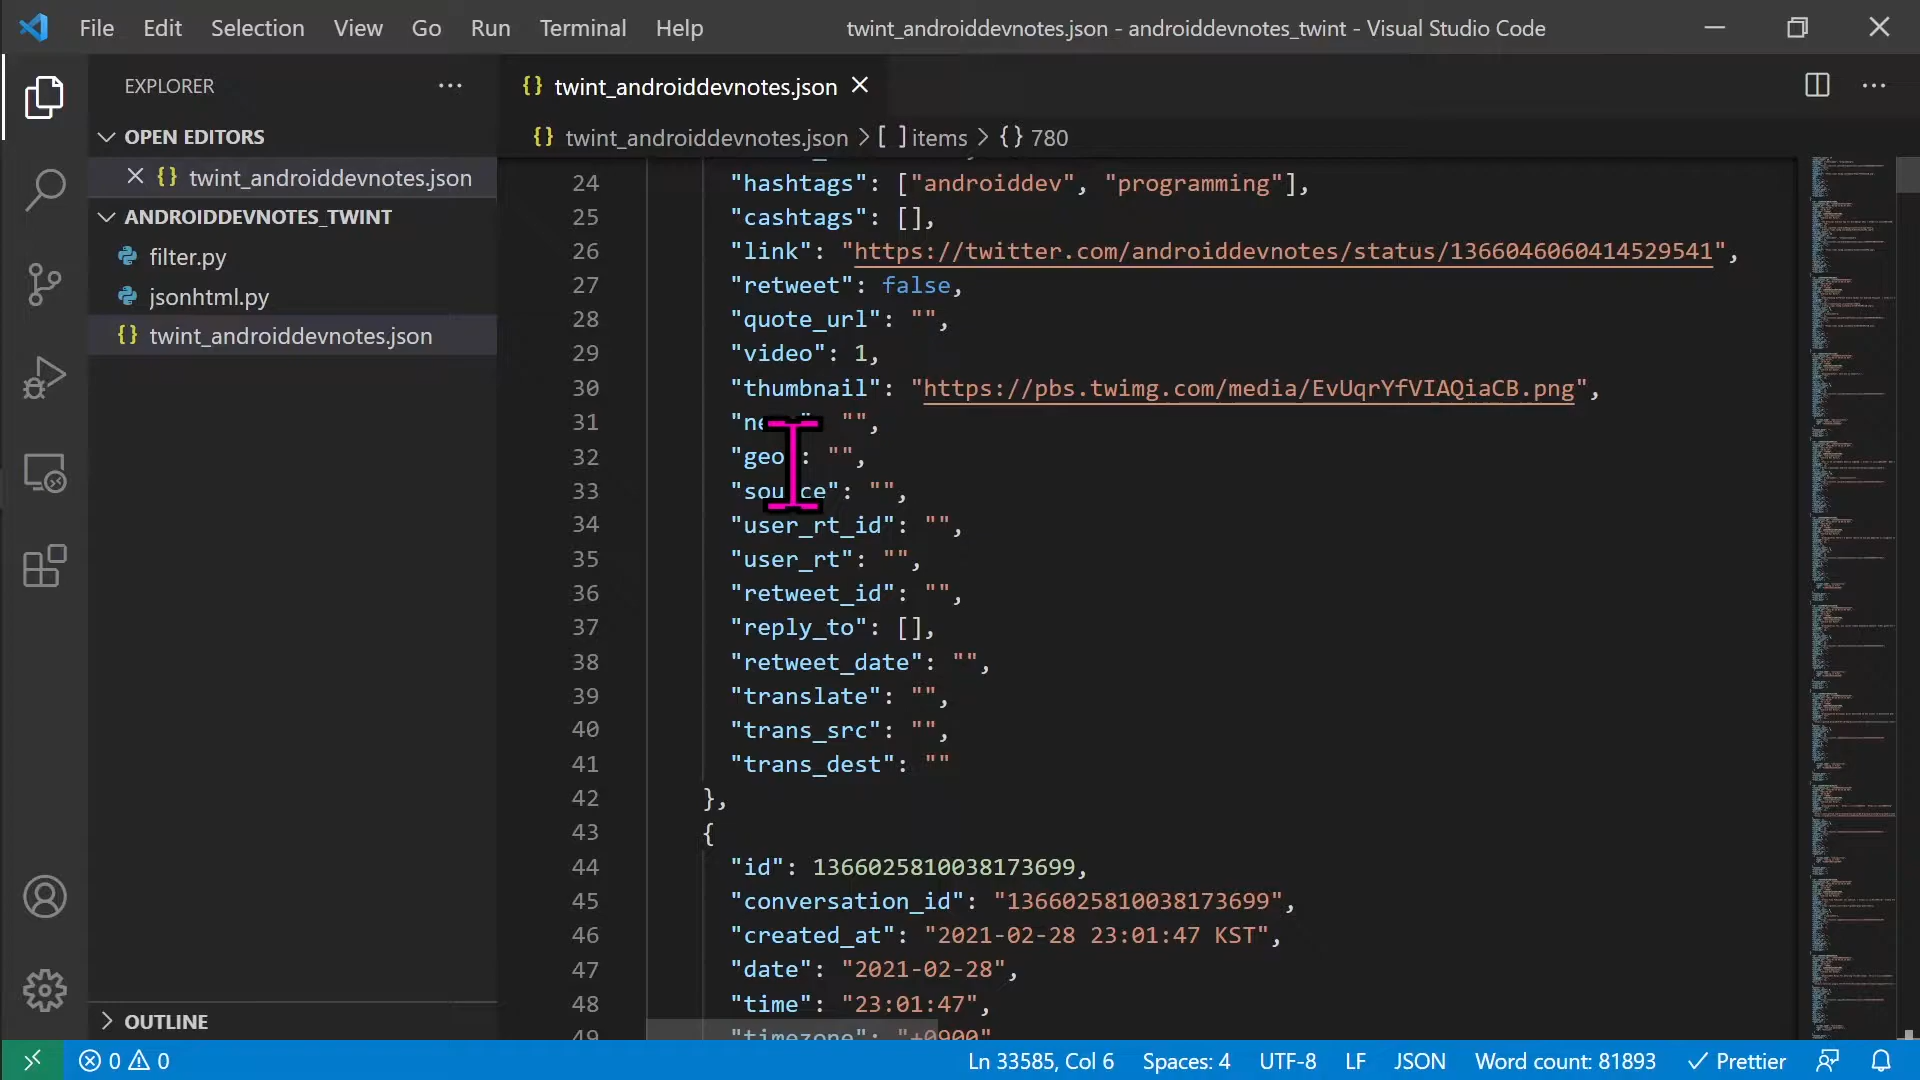 File Edit Selection View Go Run Terminal Help twint_androiddevnotes.json - androiddevnotes_twint - Visual Studio Code
EXPLORER
OPEN EDITORS
twint_androiddevnotes.json
ANDROIDDEVNOTES_TWINT
filter.py
jsonhtml.py
{} twint_androiddevnotes.json
OUTLINE
{} twint_androiddevnotes.json
{} twint_androiddevnotes.json > [ ] items > {} 780
24 "hashtags": ["androiddev", "programming"],
25 "cashtags": [],
26 "link": "https://twitter.com/androiddevnotes/status/1366046060414529541",
27 "retweet": false,
28 "quote_url": "",
29 "video": 1,
30 "thumbnail": "https://pbs.twimg.com/media/EvUqrYfVIAQiaCB.png",
31 "",
32 "geo": "",
33 "source": "",
34 "user_rt_id": "",
35 "user_rt": "",
36 "retweet_id": "",
37 "reply_to": [],
38 "retweet_date": "",
39 "translate": "",
40 "trans_src": "",
41 "trans_dest": ""
42 },
43 {
44 "id": 1366025810038173699,
45 "conversation_id": "1366025810038173699",
46 "created_at": "2021-02-28 23:01:47 KST",
47 "date": "2021-02-28",
48 "time": "23:01:47",
49 "timezone": "+0900"
0 0 Ln 33585, Col 6 Spaces: 4 UTF-8 LF JSON Word count: 81893 Prettier